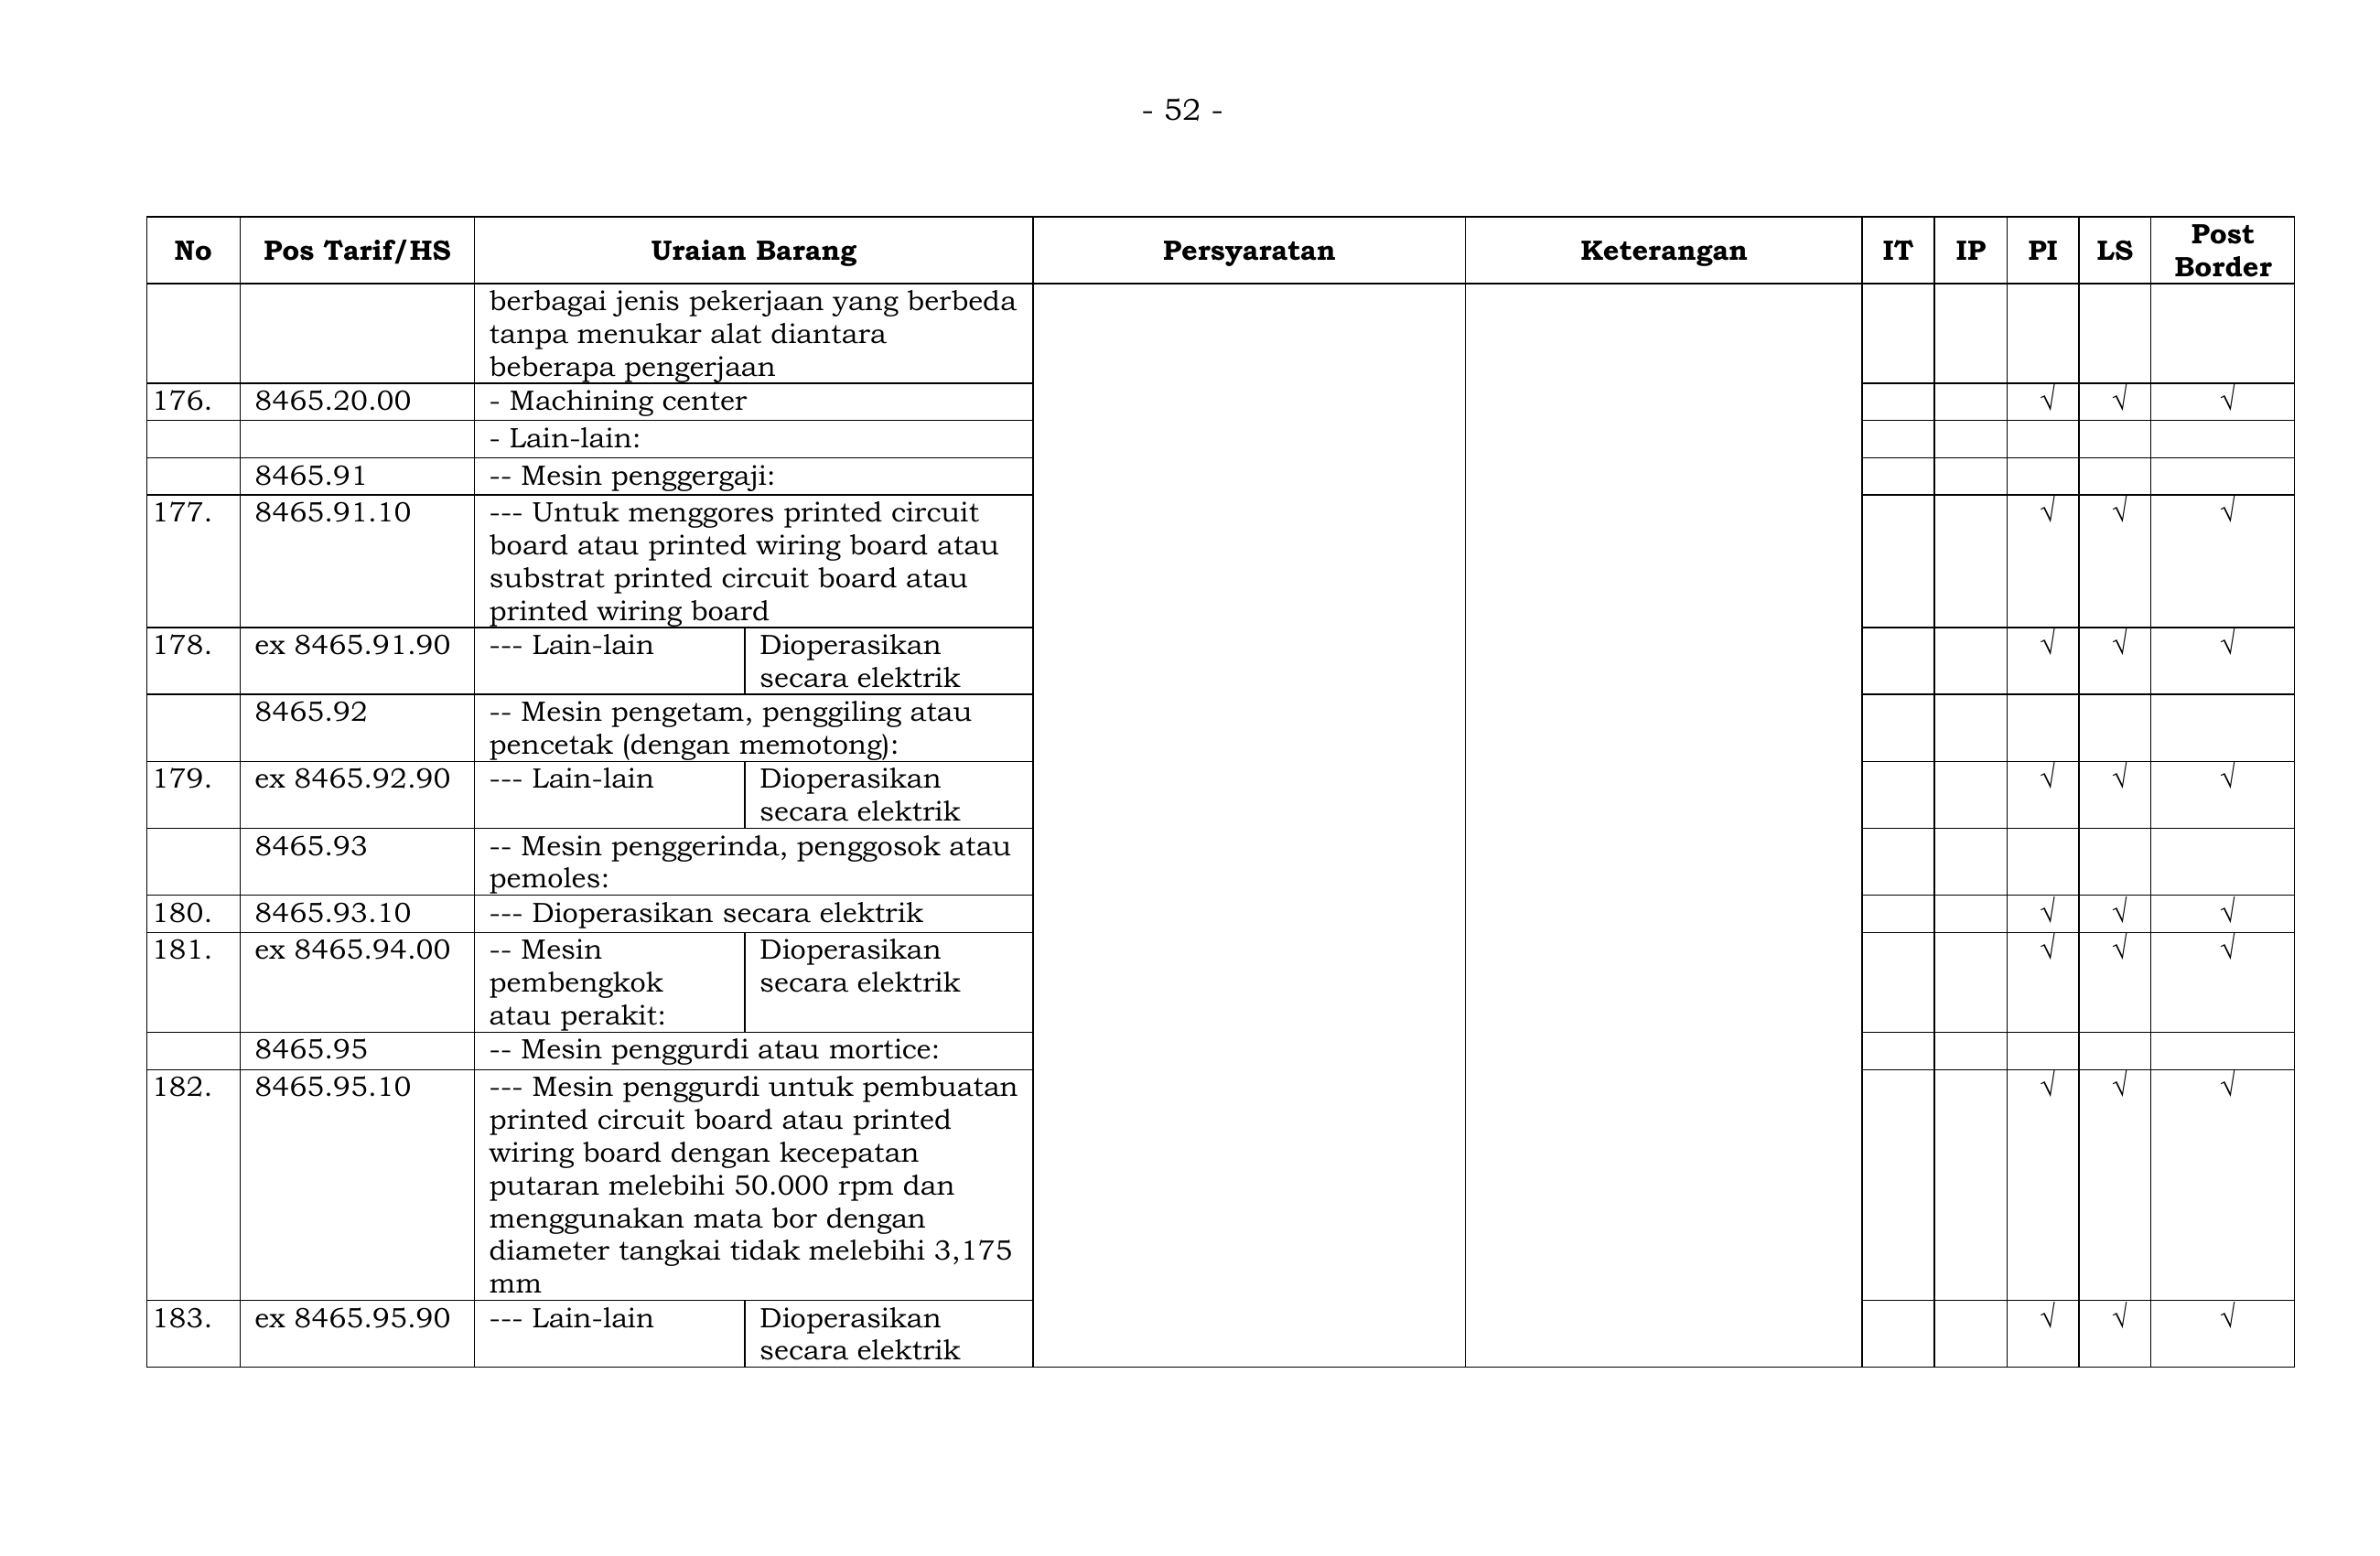 - 52 -
No Pos Tarif/HS Uraian Barang Persyaratan Keterangan IT IP PI LS Post Border
berbagai jenis pekerjaan yang berbeda
tanpa menukar alat diantara
beberapa pengerjaan
176. 8465.20.00 - Machining center √ √ √
- Lain-lain:
8465.91 -- Mesin penggergaji:
177. 8465.91.10 --- Untuk menggores printed circuit √ √ √
board atau printed wiring board atau
substrat printed circuit board atau
printed wiring board
178. ex 8465.91.90 --- Lain-lain Dioperasikan √ √ √
secara elektrik
8465.92 -- Mesin pengetam, penggiling atau
pencetak (dengan memotong):
179. ex 8465.92.90 --- Lain-lain Dioperasikan √ √ √
secara elektrik
8465.93 -- Mesin penggerinda, penggosok atau
pemoles:
180. 8465.93.10 --- Dioperasikan secara elektrik √ √ √
181. ex 8465.94.00 -- Mesin Dioperasikan √ √ √
pembengkok secara elektrik
atau perakit:
8465.95 -- Mesin penggurdi atau mortice:
182. 8465.95.10 --- Mesin penggurdi untuk pembuatan √ √ √
printed circuit board atau printed
wiring board dengan kecepatan
putaran melebihi 50.000 rpm dan
menggunakan mata bor dengan
diameter tangkai tidak melebihi 3,175
mm
183. ex 8465.95.90 --- Lain-lain Dioperasikan √ √ √
secara elektrik